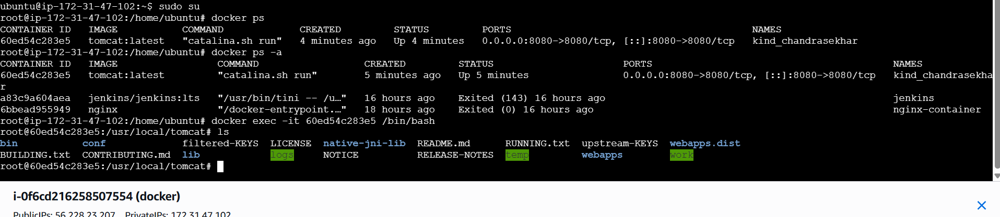 ubuntu@ip-172-31-47-102:~$ sudo su
root@ip-172-31-47-102:/home/ubuntu# docker ps
CONTAINER ID   IMAGE           COMMAND             CREATED         STATUS         PORTS                                         NAMES
60ed54c283e5   tomcat:latest   "catalina.sh run"   4 minutes ago   Up 4 minutes   0.0.0.0:8080->8080/tcp, [::]:8080->8080/tcp   kind_chandrasekhar
root@ip-172-31-47-102:/home/ubuntu# docker ps -a
CONTAINER ID   IMAGE                 COMMAND                  CREATED         STATUS                      PORTS                                         NAMES
60ed54c283e5   tomcat:latest         "catalina.sh run"        5 minutes ago   Up 5 minutes                0.0.0.0:8080->8080/tcp, [::]:8080->8080/tcp   kind_chandrasekha
r
a83c9a604aea   jenkins/jenkins:lts   "/usr/bin/tini -- /u…"   16 hours ago    Exited (143) 16 hours ago                                                 jenkins
6bbead955949   nginx                 "/docker-entrypoint.…"   18 hours ago    Exited (0) 16 hours ago                                                   nginx-container
root@ip-172-31-47-102:/home/ubuntu# docker exec -it 60ed54c283e5 /bin/bash
root@60ed54c283e5:/usr/local/tomcat# ls
bin           conf             filtered-KEYS  LICENSE  native-jni-lib  README.md      RUNNING.txt  upstream-KEYS  webapps.dist
BUILDING.txt  CONTRIBUTING.md  lib            logs     NOTICE          RELEASE-NOTES  temp         webapps        work
root@60ed54c283e5:/usr/local/tomcat#
i-0f6cd216258507554 (docker)
PublicIPs: 56.228.23.207   PrivateIPs: 172.31.47.102